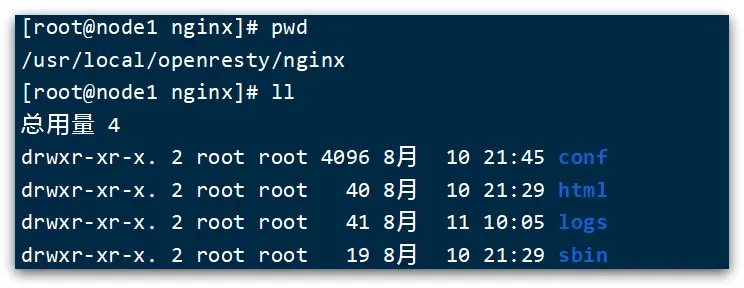 [root@node1 nginx]# pwd
/usr/local/openresty/nginx
[root@node1 nginx]# ll
总用量 4
drwxr-xr-x. 2 root root 4096 8月  10 21:45 conf
drwxr-xr-x. 2 root root   40 8月  10 21:29 html
drwxr-xr-x. 2 root root   41 8月  11 10:05 logs
drwxr-xr-x. 2 root root   19 8月  10 21:29 sbin